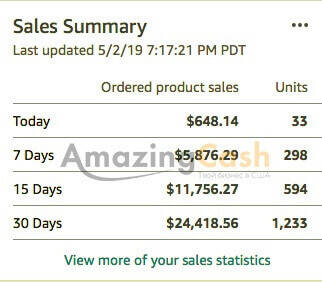 Sales Summary
Last updated 5/2/19 7:17:21 PM PDT
Ordered product sales Units
Today $648.14 33
7 Days $5,876.29 298
AmazingCash
Твой бизнес в США
15 Days $11,756.27 594
30 Days $24,418.56 1,233
View more of your sales statistics